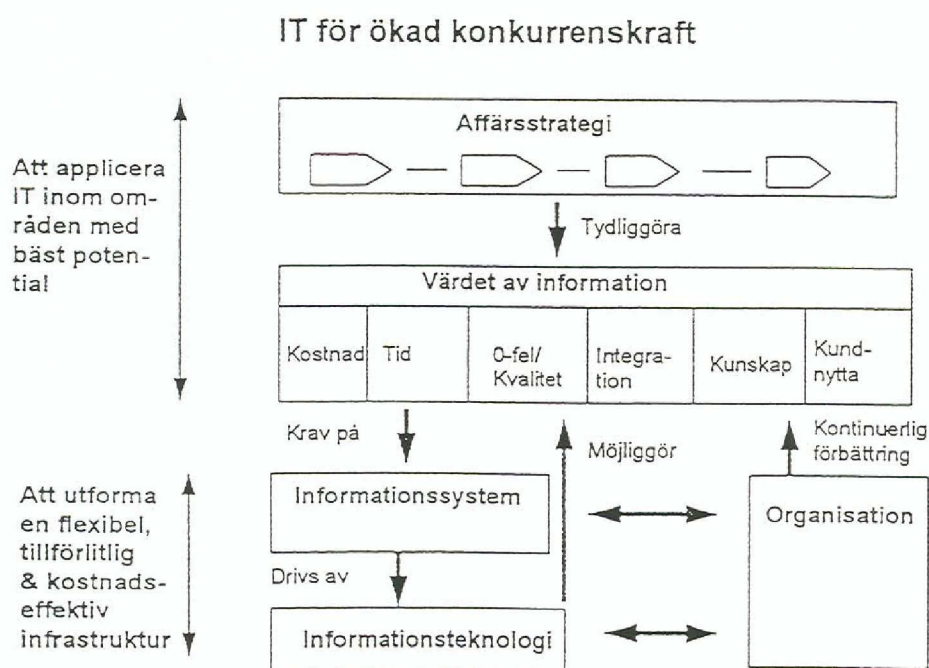 IT för ökad konkurrenskraft
Affärsstrategi
Att applicera
IT inom om-
råden med
bäst poten-
tial
Tydliggöra
Värdet av information
Kostnad
Tid
0-fel/
Kvalitet
Integra-
tion
Kunskap
Kund-
nytta
Krav på
Möjliggör
Kontinuerlig
förbättring
Att utforma
en flexibel,
tillförlitlig
& kostnads-
effektiv
infrastruktur
Informationssystem
Organisation
Drivs av
Informationsteknologi